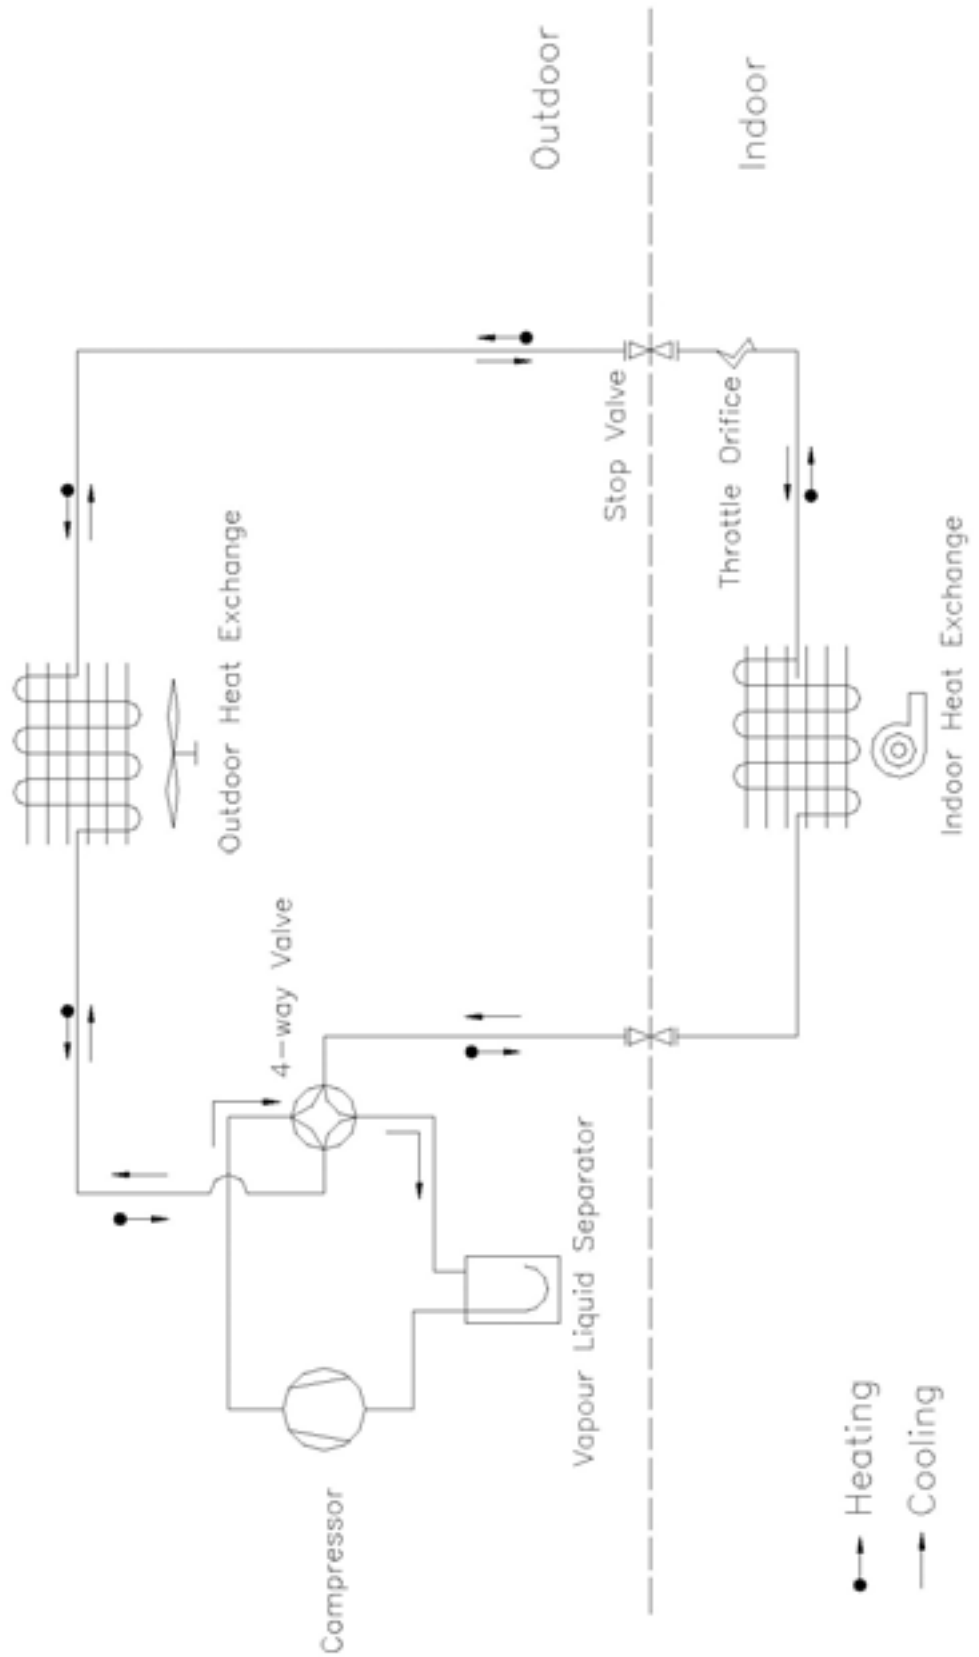 Outdoor Heat Exchange
4-way Valve
Compressor
Vapour Liquid Separator
Outdoor
Stop Valve
Indoor
Throttle Orifice
Heating
Cooling
Indoor Heat Exchange